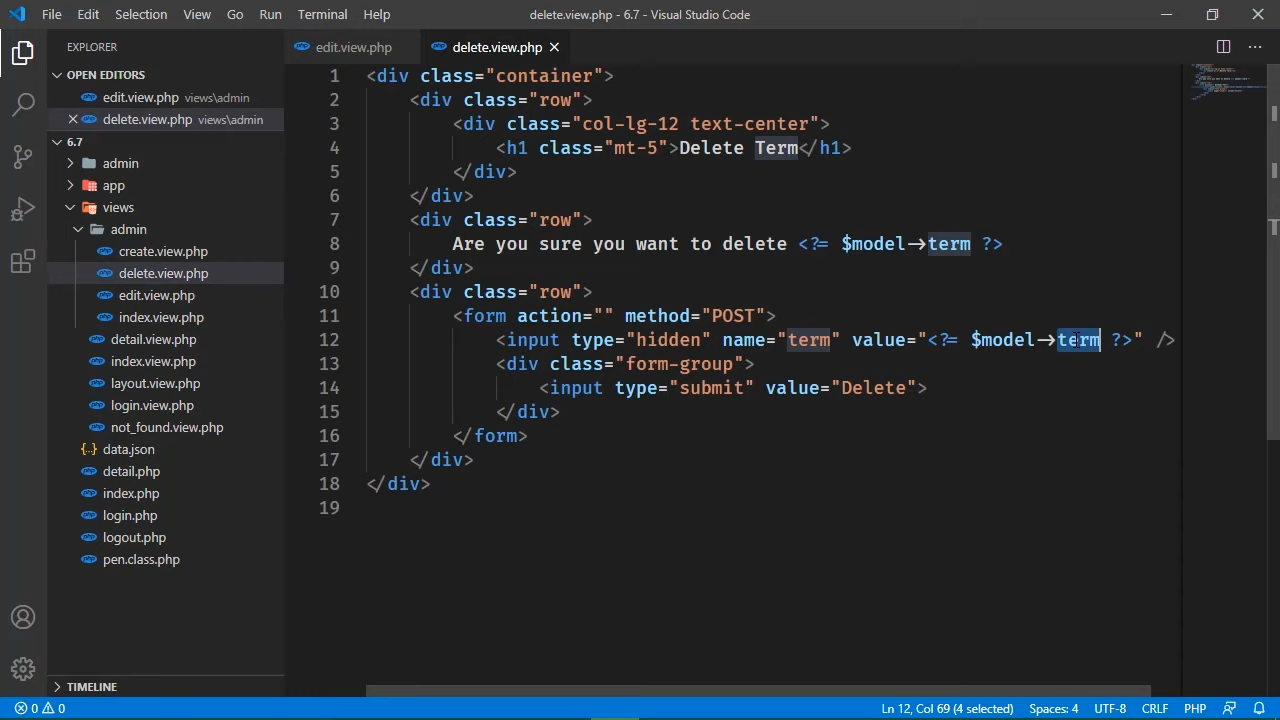 File Edit Selection View Go Run Terminal Help delete.view.php - 6.7 - Visual Studio Code
EXPLORER
OPEN EDITORS
edit.view.php views\admin
delete.view.php views\admin
6.7
admin
app
views
admin
create.view.php
delete.view.php
edit.view.php
index.view.php
detail.view.php
index.view.php
layout.view.php
login.view.php
not_found.view.php
data.json
detail.php
index.php
login.php
logout.php
pen.class.php
TIMELINE
edit.view.php delete.view.php
1 <div class="container">
2 <div class="row">
3 <div class="col-lg-12 text-center">
4 <h1 class="mt-5">Delete Term</h1>
5 </div>
6 </div>
7 <div class="row">
8 Are you sure you want to delete <?= $model->term ?>
9 </div>
10 <div class="row">
11 <form action="" method="POST">
12 <input type="hidden" name="term" value="<?= $model->term ?>" />
13 <div class="form-group">
14 <input type="submit" value="Delete">
15 </div>
16 </form>
17 </div>
18 </div>
19
0 0 Ln 12, Col 69 (4 selected) Spaces: 4 UTF-8 CRLF PHP